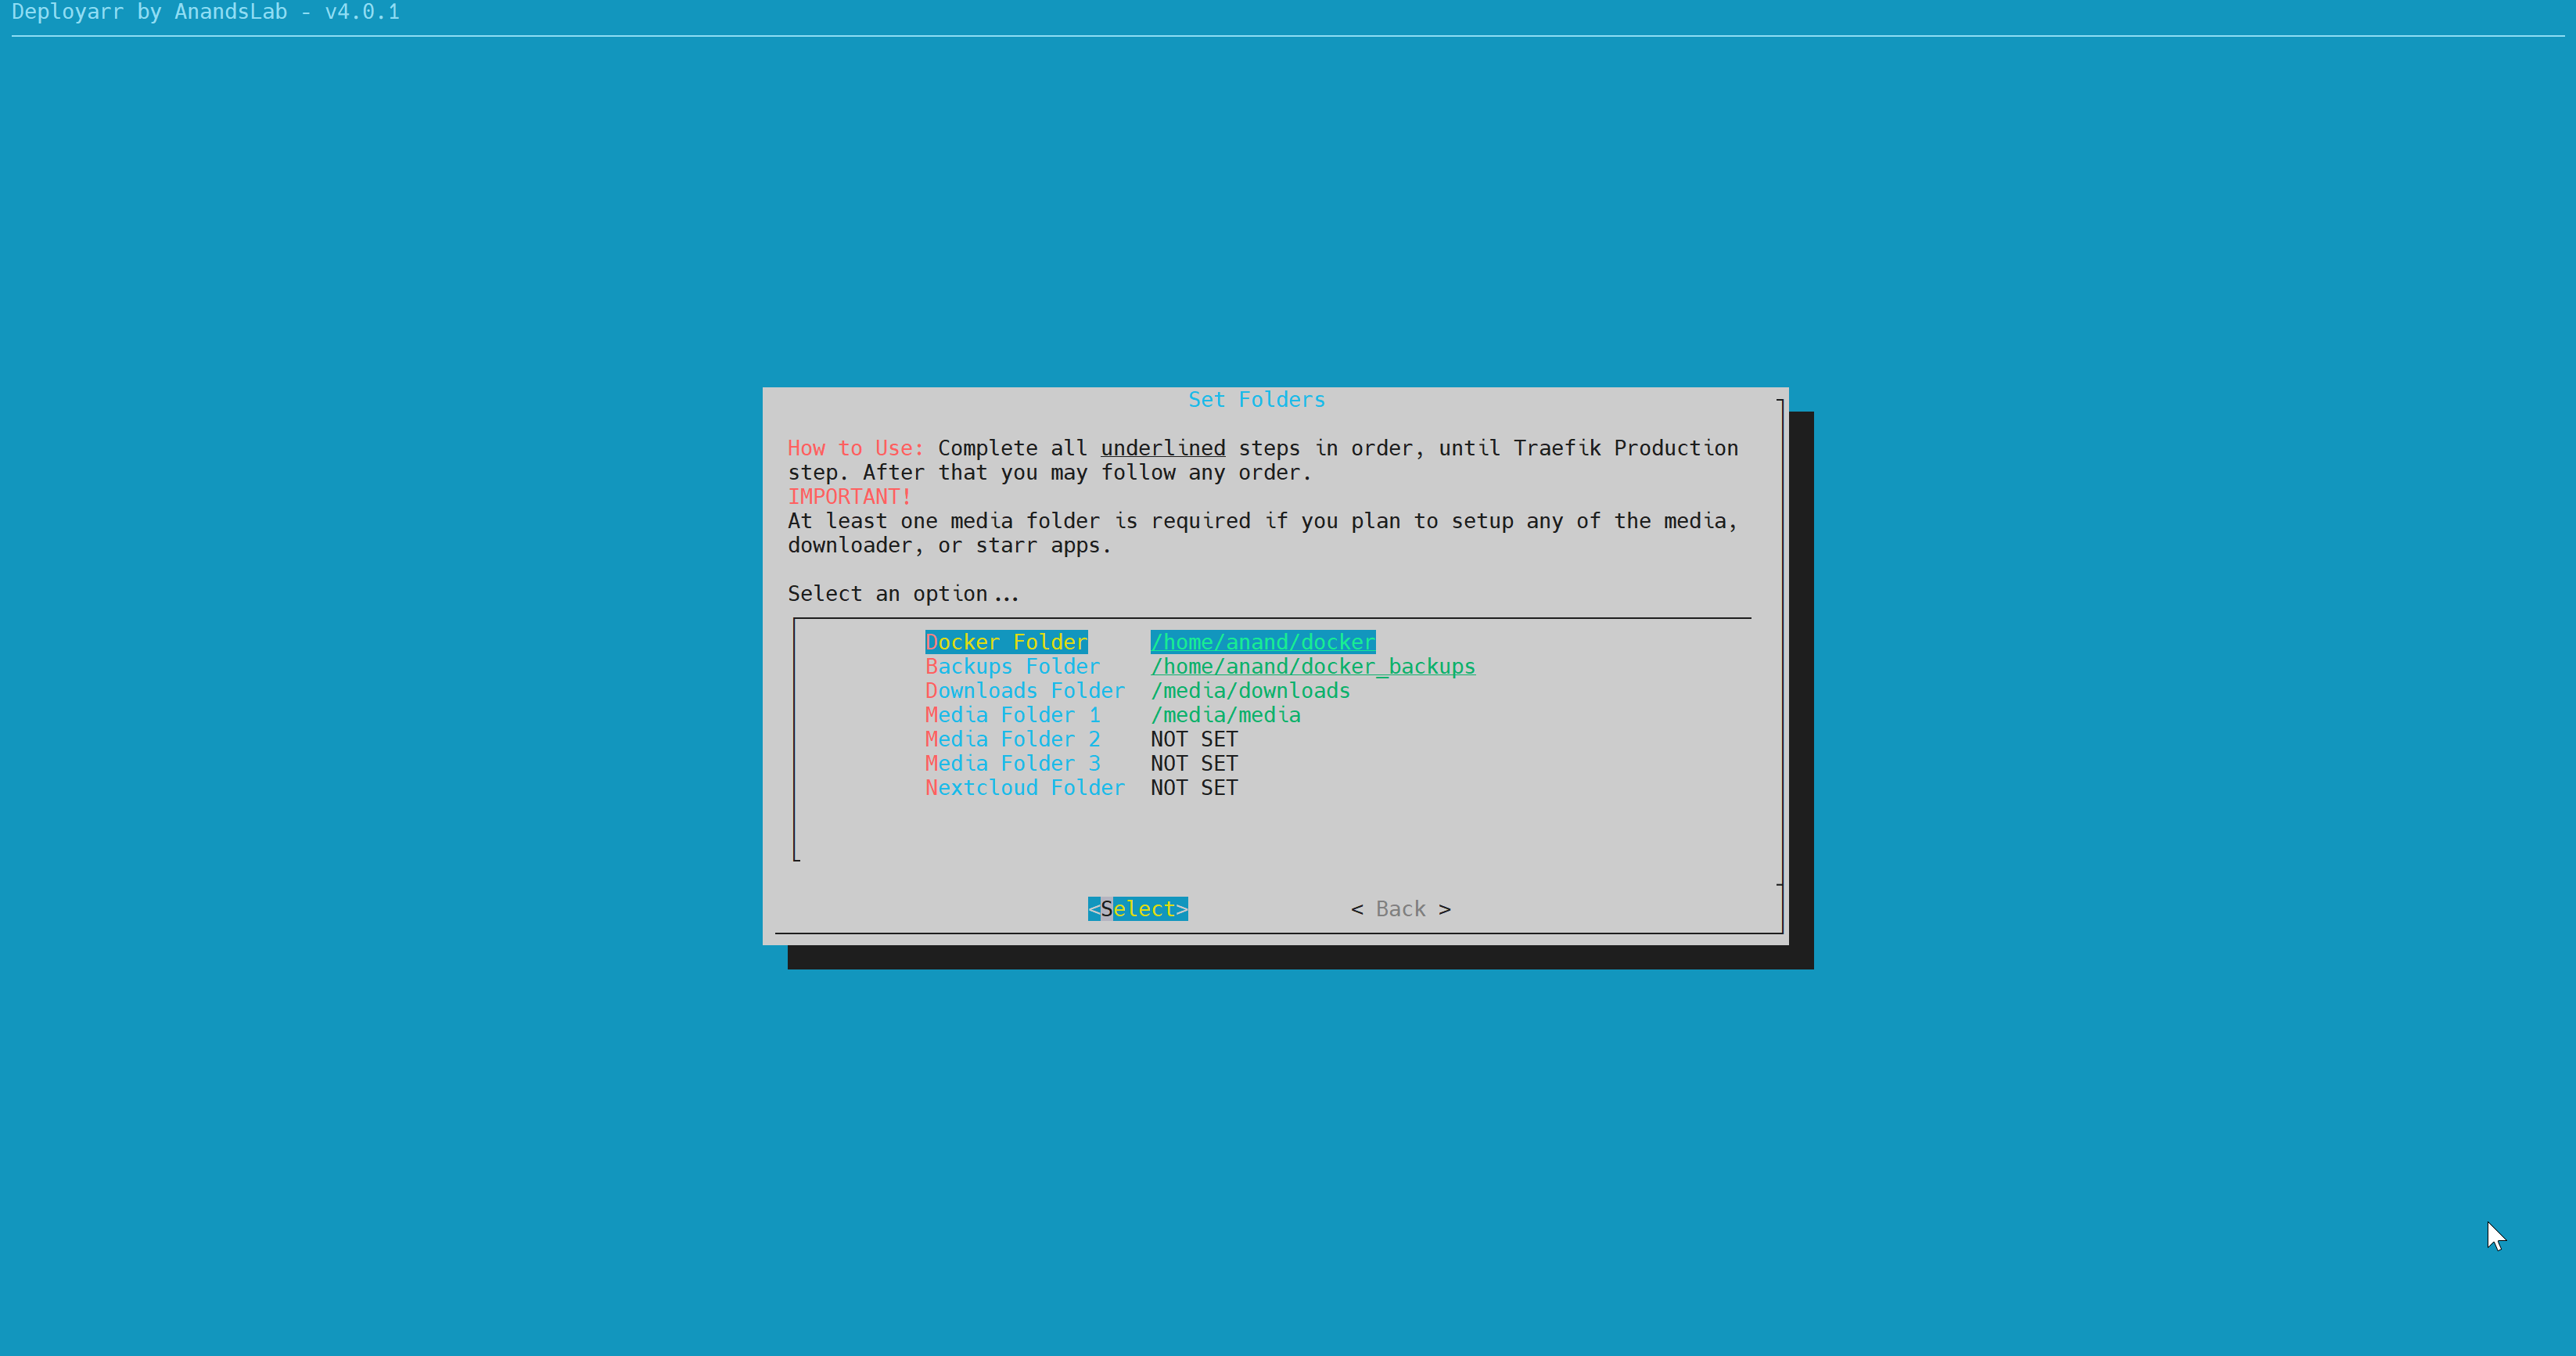 Deployarr by AnandsLab - v4.0.1
Set Folders
How to Use: Complete all underlined steps in order, until Traefik Production
step. After that you may follow any order.
IMPORTANT!
At least one media folder is required if you plan to setup any of the media,
downloader, or starr apps.
Select an option...
Docker Folder /home/anand/docker
Backups Folder /home/anand/docker_backups
Downloads Folder /media/downloads
Media Folder 1 /media/media
Media Folder 2 NOT SET
Media Folder 3 NOT SET
Nextcloud Folder NOT SET
<Select> < Back >